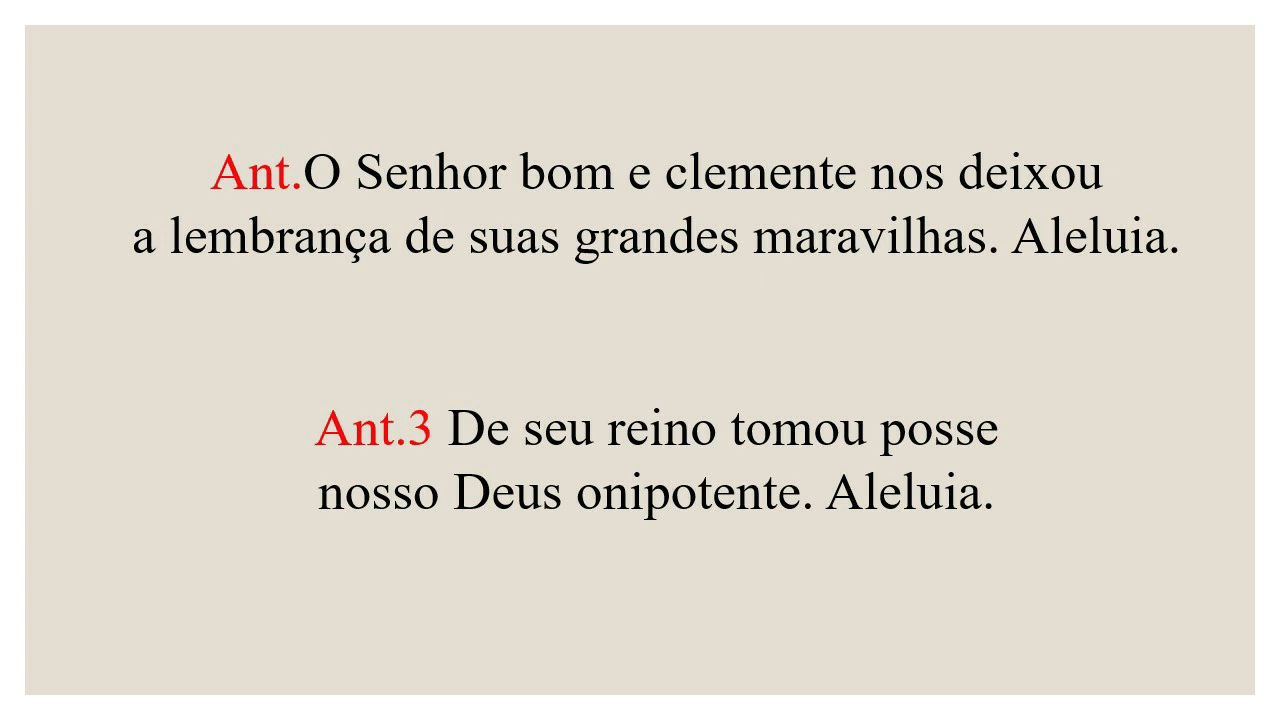 Ant.O Senhor bom e clemente nos deixou
a lembrança de suas grandes maravilhas. Aleluia.
Ant.3 De seu reino tomou posse
nosso Deus onipotente. Aleluia.